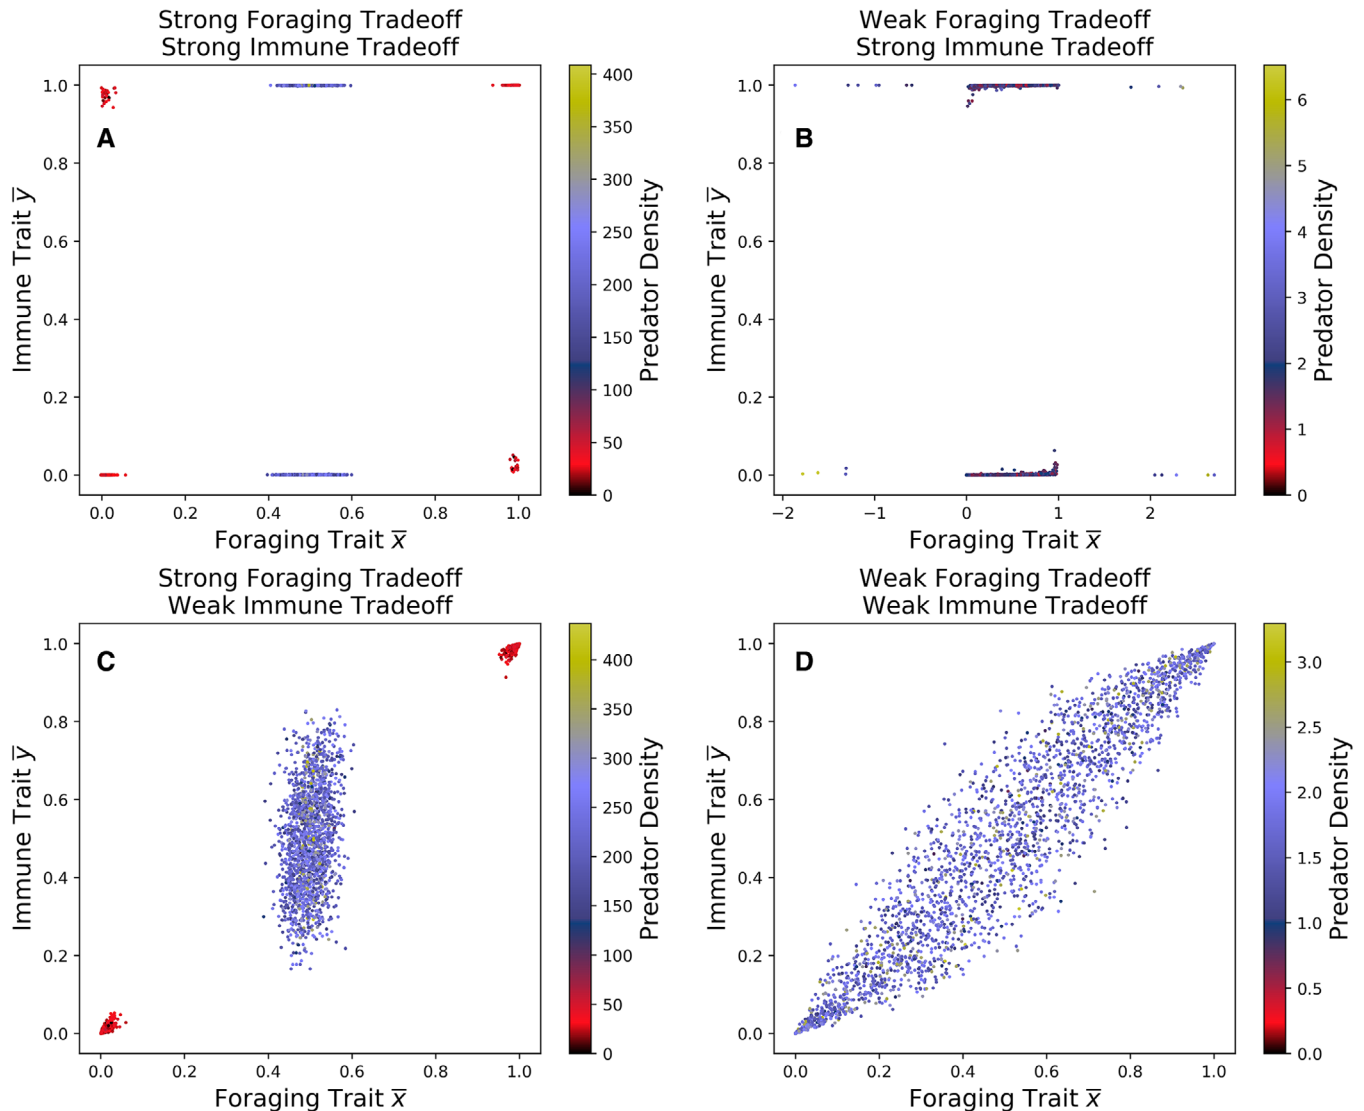 Strong Foraging Tradeoff
Strong Immune Tradeoff
A
1.0
0.8
0.6
0.4
0.2
0.0
Immune Trait y̅
0.0 0.2 0.4 0.6 0.8 1.0
Foraging Trait x̅
400
350
300
250
200
150
100
50
0
Predator Density
Weak Foraging Tradeoff
Strong Immune Tradeoff
B
1.0
0.8
0.6
0.4
0.2
0.0
Immune Trait y̅
−2 −1 0 1 2
Foraging Trait x̅
6
5
4
3
2
1
0
Predator Density
Strong Foraging Tradeoff
Weak Immune Tradeoff
C
1.0
0.8
0.6
0.4
0.2
0.0
Immune Trait y̅
0.0 0.2 0.4 0.6 0.8 1.0
Foraging Trait x̅
400
350
300
250
200
150
100
50
0
Predator Density
Weak Foraging Tradeoff
Weak Immune Tradeoff
D
1.0
0.8
0.6
0.4
0.2
0.0
Immune Trait y̅
0.0 0.2 0.4 0.6 0.8 1.0
Foraging Trait x̅
3.0
2.5
2.0
1.5
1.0
0.5
0.0
Predator Density